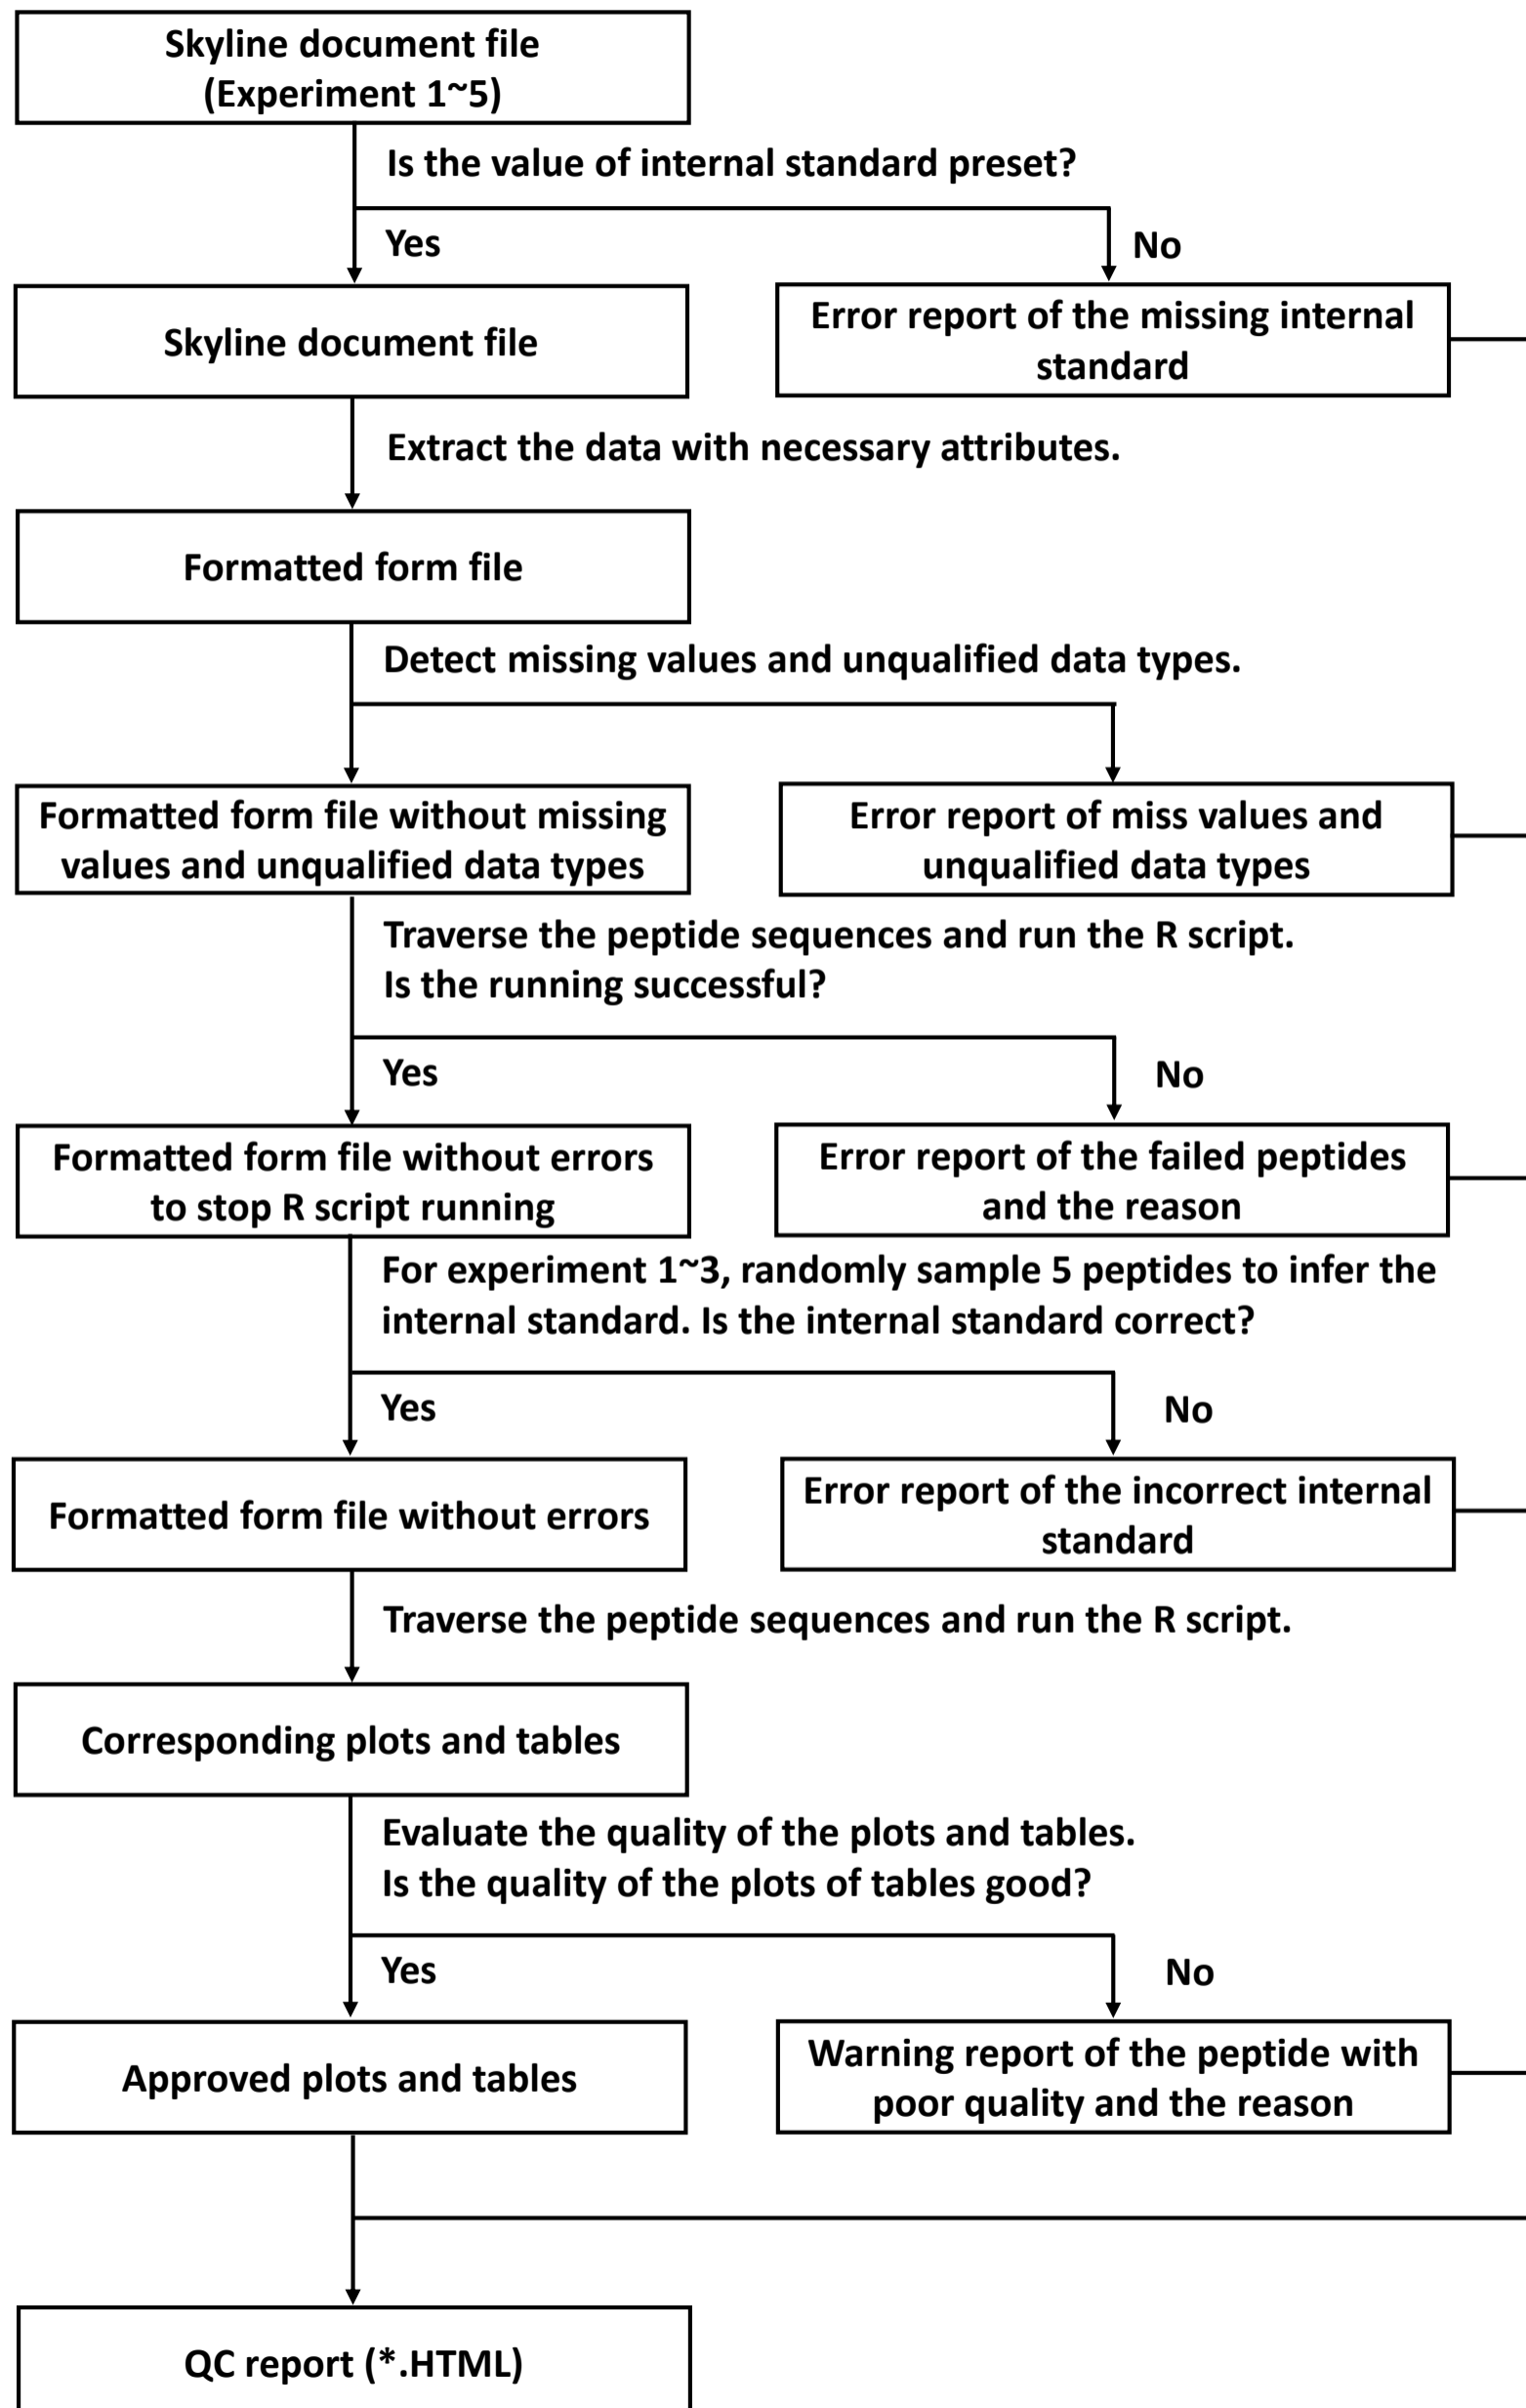 Skyline document file
(Experiment 1~5)
Is the value of internal standard preset?
Yes
No
Skyline document file
Error report of the missing internal
standard
Extract the data with necessary attributes.
Formatted form file
Detect missing values and unqualified data types.
Formatted form file without missing
values and unqualified data types
Error report of miss values and
unqualified data types
Traverse the peptide sequences and run the R script.
Is the running successful?
Yes
No
Formatted form file without errors
to stop R script running
Error report of the failed peptides
and the reason
For experiment 1~3, randomly sample 5 peptides to infer the
internal standard. Is the internal standard correct?
Yes
No
Formatted form file without errors
Error report of the incorrect internal
standard
Traverse the peptide sequences and run the R script.
Corresponding plots and tables
Evaluate the quality of the plots and tables.
Is the quality of the plots of tables good?
Yes
No
Approved plots and tables
Warning report of the peptide with
poor quality and the reason
QC report (*.HTML)